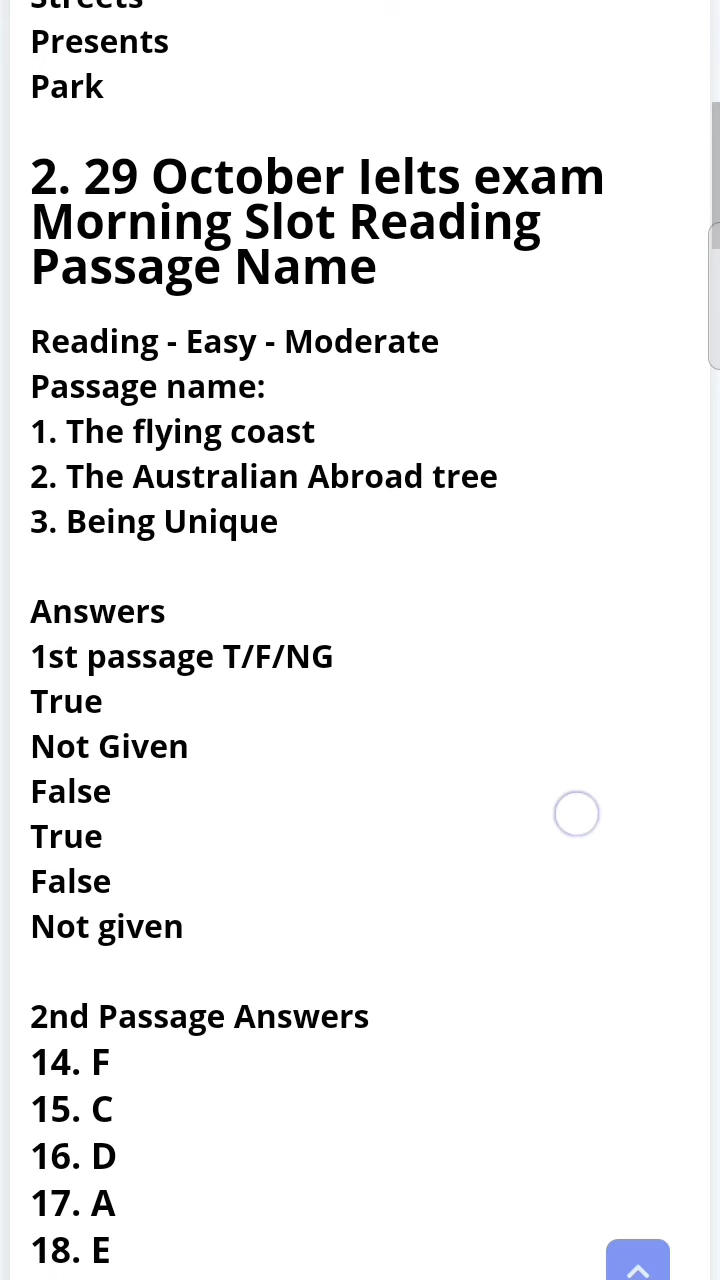 Presents
Park
2. 29 October Ielts exam
Morning Slot Reading
Passage Name
Reading - Easy - Moderate
Passage name:
1. The flying coast
2. The Australian Abroad tree
3. Being Unique
Answers
1st passage T/F/NG
True
Not Given
False
True
False
Not given
2nd Passage Answers
14. F
15. C
16. D
17. A
18. E